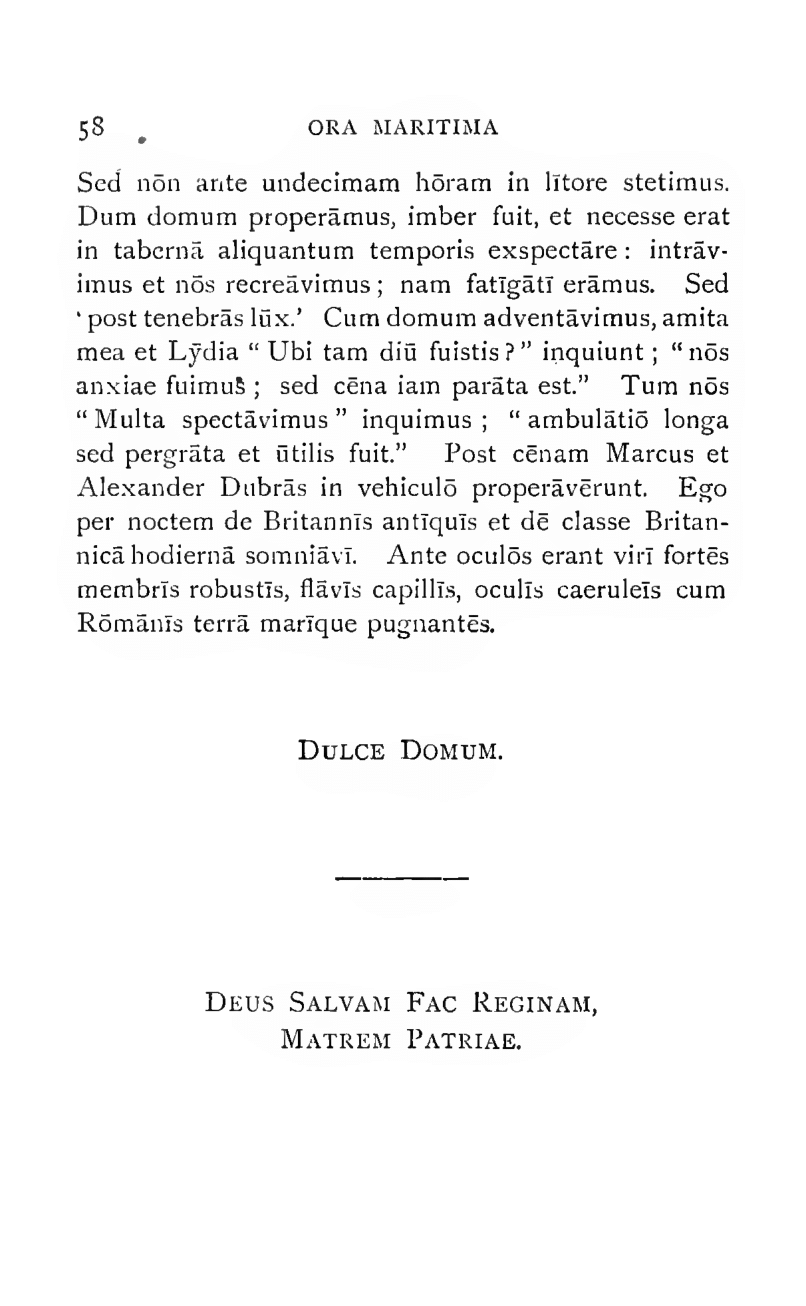 58 ORA MARITIMA
Sed nōn ante undecimam hōram in lītore stetimus.
Dum domum properāmus, imber fuit, et necesse erat
in tabernā aliquantum temporis exspectāre : intrāv-
imus et nōs recreāvimus ; nam fatīgātī erāmus. Sed
‘ post tenebrās lūx.’ Cum domum adventāvimus, amita
mea et Lȳdia “ Ubi tam diū fuistis ? ” inquiunt ; “ nōs
anxiae fuimus ; sed cēna iam parāta est.” Tum nōs
“ Multa spectāvimus ” inquimus ; “ ambulātiō longa
sed pergrāta et ūtilis fuit.” Post cēnam Marcus et
Alexander Dubrās in vehiculō properāvērunt. Ego
per noctem de Britannīs antīquīs et dē classe Britan-
nicā hodiernā somniāvī. Ante oculōs erant virī fortēs
membrīs robustīs, flāvīs capillīs, oculīs caeruleīs cum
Rōmānīs terrā marīque pugnantēs.
DULCE DOMUM.
DEUS SALVAM FAC REGINAM,
MATREM PATRIAE.